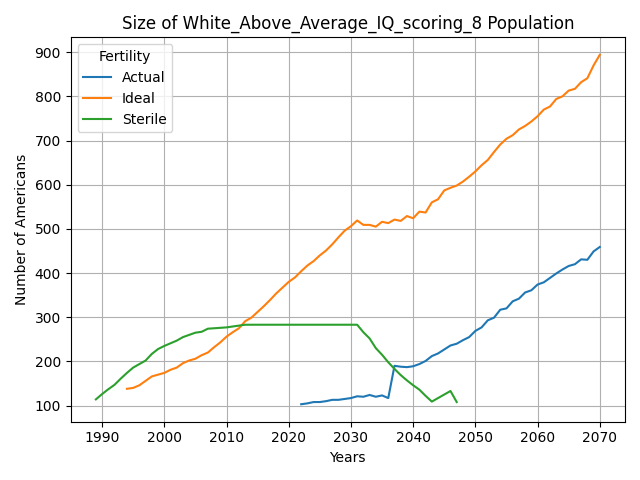 Size of White_Above_Average_IQ_scoring_8 Population
Fertility
Actual
Ideal
Sterile
Number of Americans
900
800
700
600
500
400
300
200
100
1990 2000 2010 2020 2030 2040 2050 2060 2070
Years